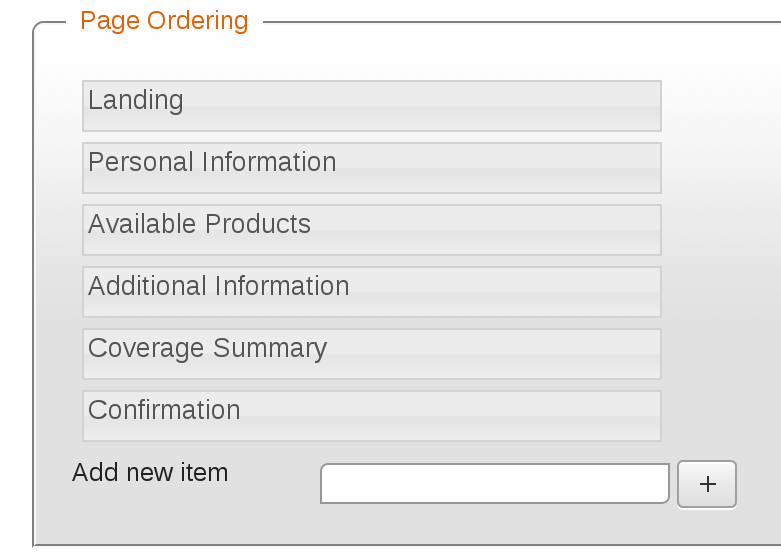 Page Ordering
Landing
Personal Information
Available Products
Additional Information
Coverage Summary
Confirmation
Add new item
+